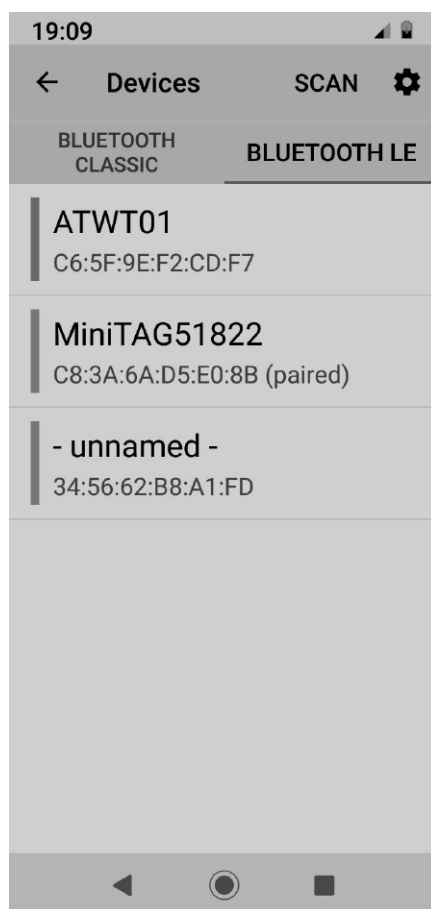 19:09
Devices SCAN
BLUETOOTH CLASSIC
BLUETOOTH LE
ATWT01
C6:5F:9E:F2:CD:F7
MiniTAG51822
C8:3A:6A:D5:E0:8B (paired)
- unnamed -
34:56:62:B8:A1:FD